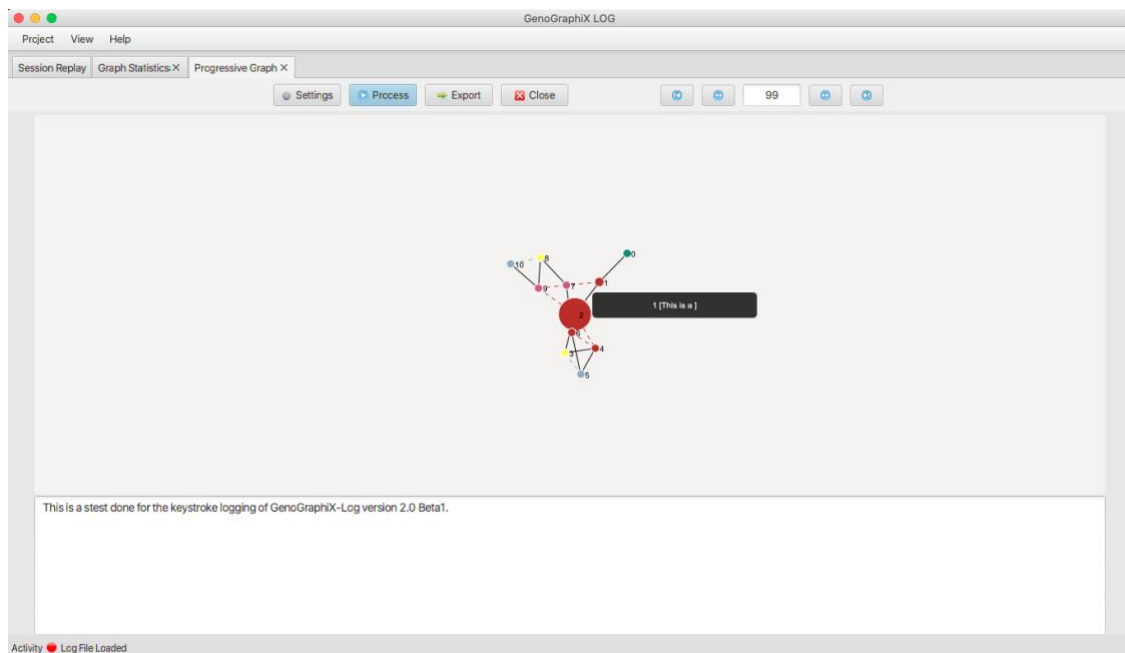 GenoGraphiX LOG
Project View Help
Session Replay Graph Statistics Progressive Graph
Settings Process Export Close 99
0
8
10
1
7
9
1 [This is a ]
2
6
4
3
5
This is a stest done for the keystroke logging of GenoGraphiX-Log version 2.0 Beta1.
Activity Log File Loaded